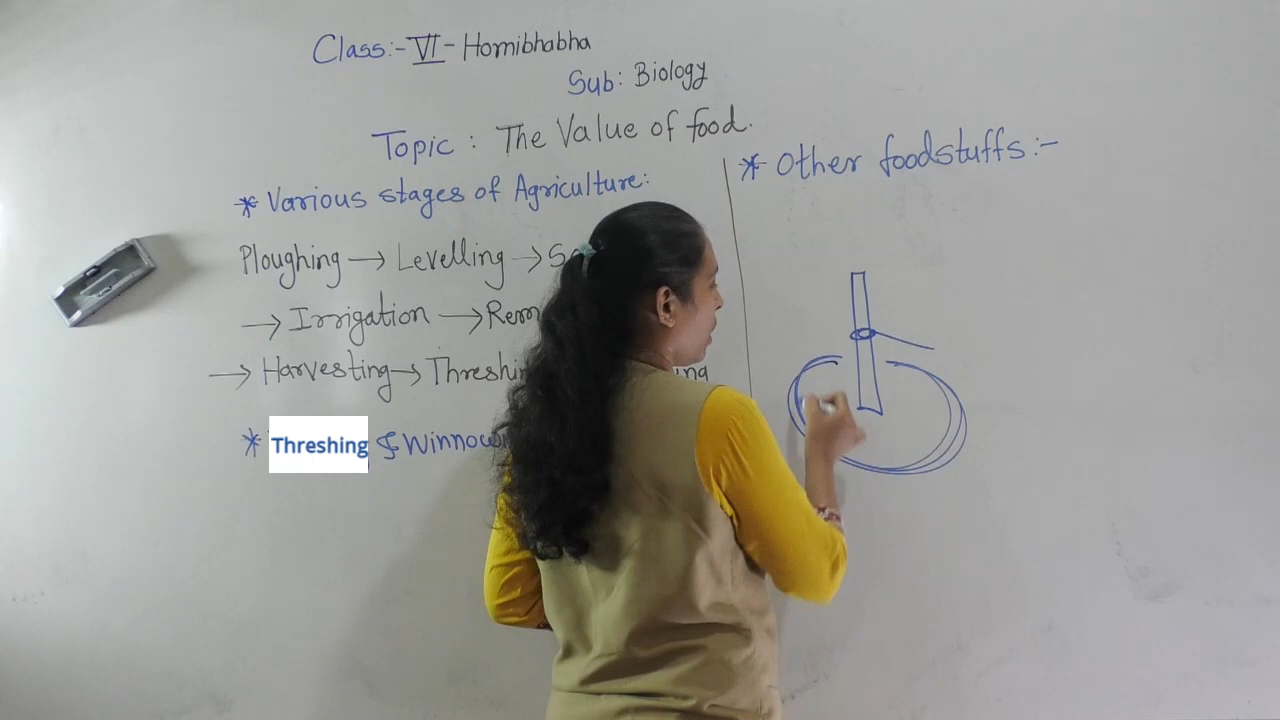 Class:- VI - Homibhabha
Sub: Biology
Topic : The Value of food.
* Various stages of Agriculture:
Ploughing → Levelling →
→ Irrigation →
→ Harvesting →
* Threshing &
* Other foodstuffs:-